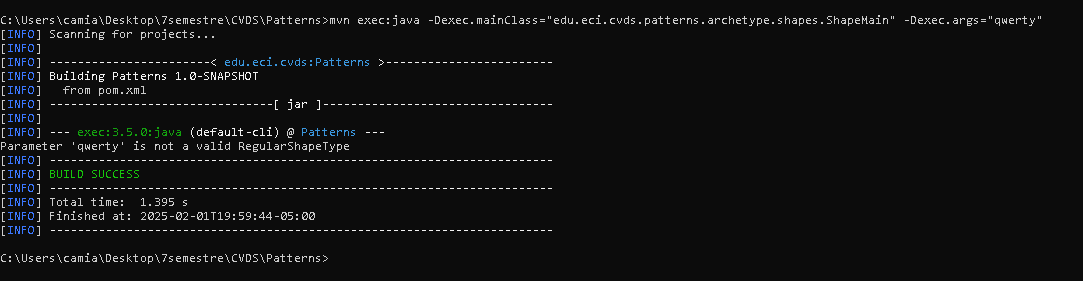 C:\Users\camia\Desktop\7semestre\CVDS\Patterns>mvn exec:java -Dexec.mainClass="edu.eci.cvds.patterns.archetype.shapes.ShapeMain" -Dexec.args="qwerty"
[INFO] Scanning for projects...
[INFO]
[INFO] -----------------------< edu.eci.cvds:Patterns >------------------------
[INFO] Building Patterns 1.0-SNAPSHOT
[INFO]   from pom.xml
[INFO] --------------------------------[ jar ]---------------------------------
[INFO]
[INFO] --- exec:3.5.0:java (default-cli) @ Patterns ---
Parameter 'qwerty' is not a valid RegularShapeType
[INFO] ------------------------------------------------------------------------
[INFO] BUILD SUCCESS
[INFO] ------------------------------------------------------------------------
[INFO] Total time:  1.395 s
[INFO] Finished at: 2025-02-01T19:59:44-05:00
[INFO] ------------------------------------------------------------------------
C:\Users\camia\Desktop\7semestre\CVDS\Patterns>